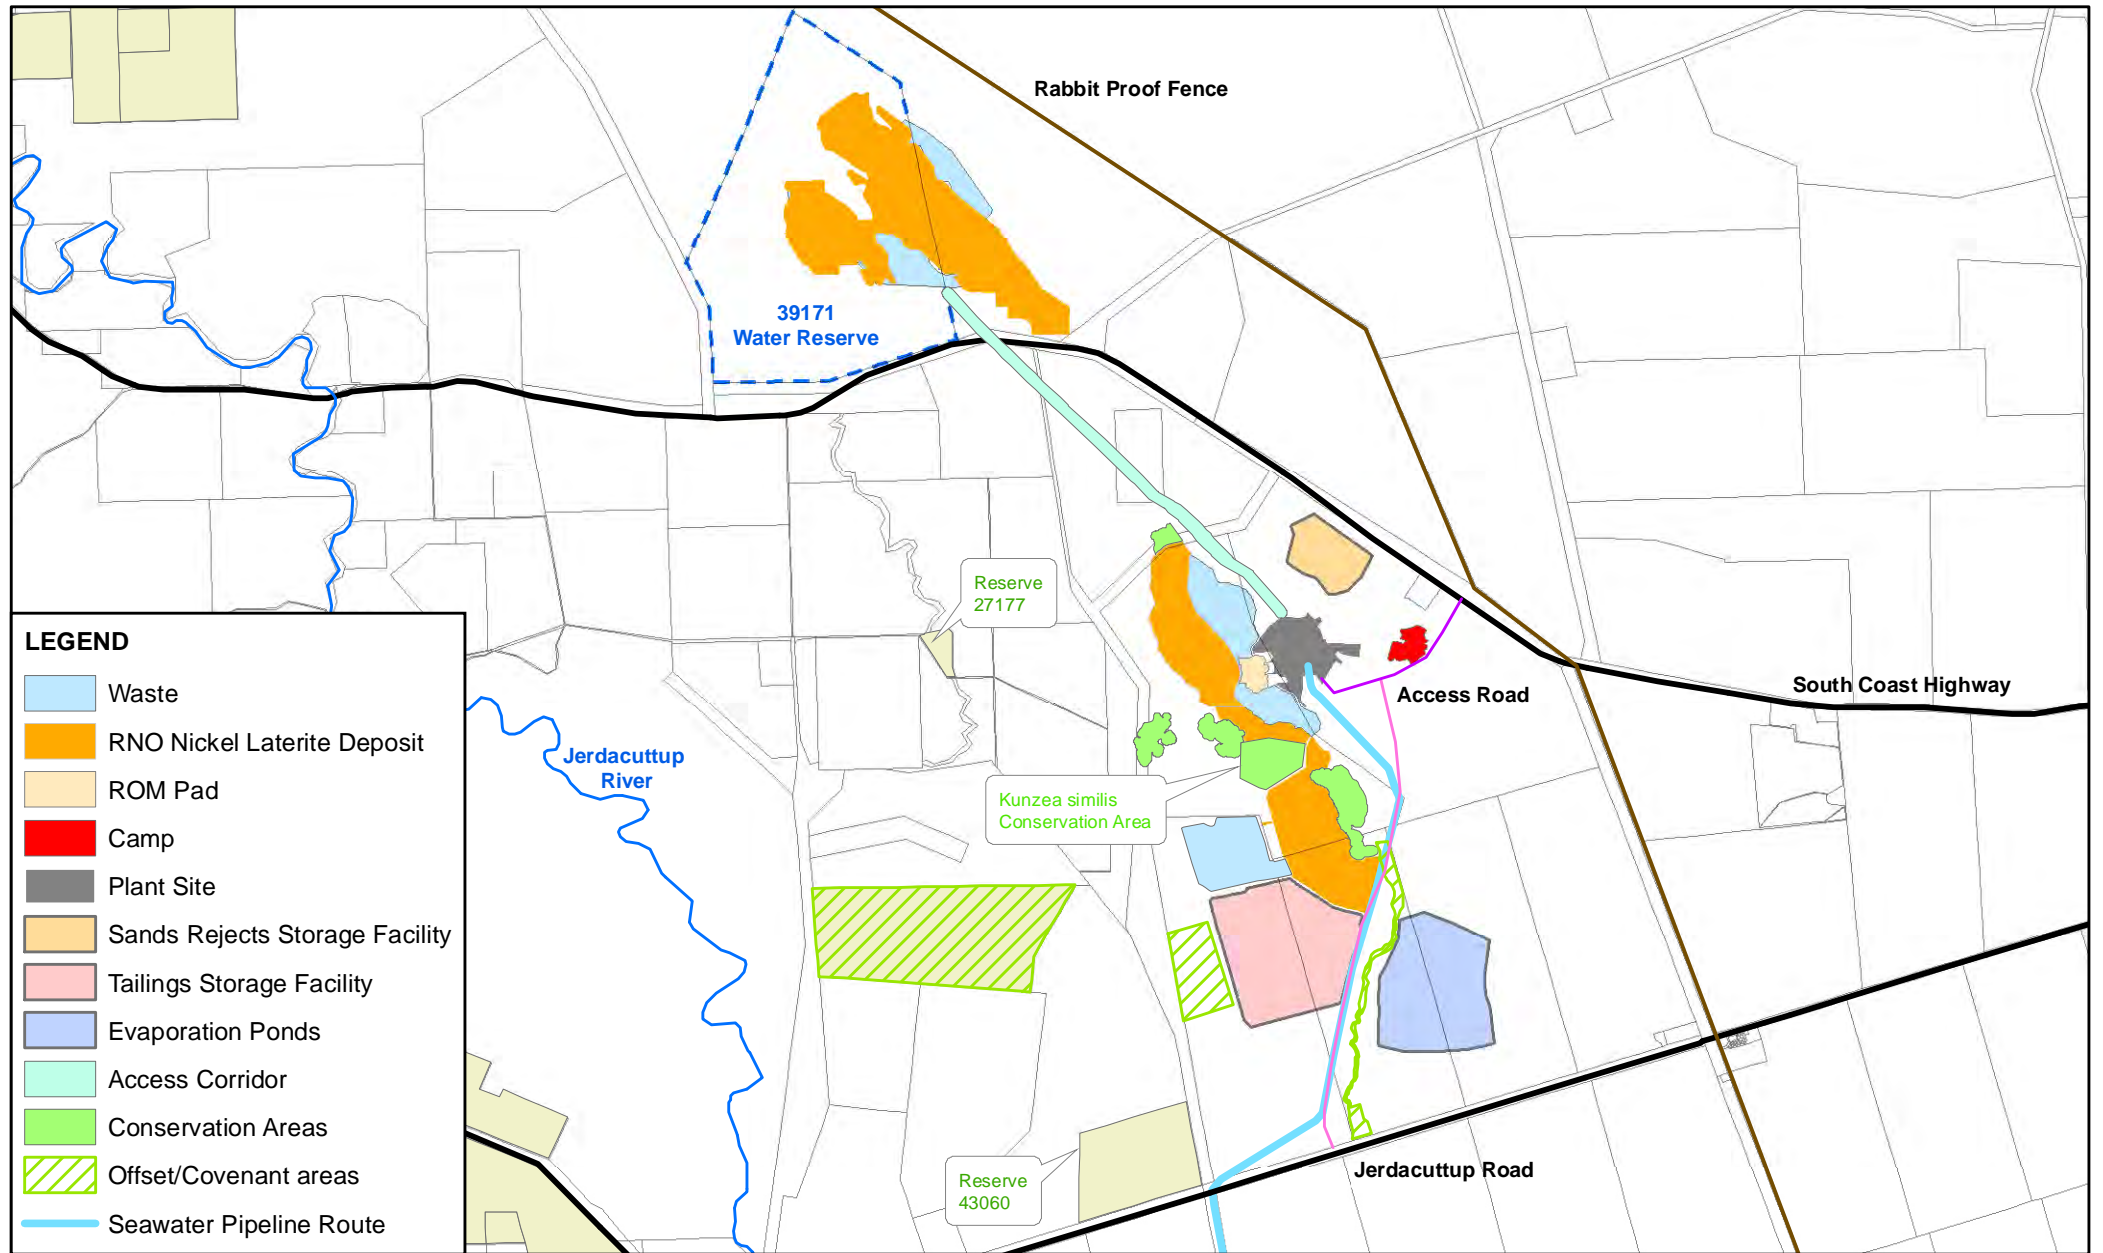 Rabbit Proof Fence
39171
Water Reserve
Reserve
27177
Access Road
South Coast Highway
Jerdacuttup
River
Kunzea similis
Conservation Area
Reserve
43060
Jerdacuttup Road
LEGEND
Waste
RNO Nickel Laterite Deposit
ROM Pad
Camp
Plant Site
Sands Rejects Storage Facility
Tailings Storage Facility
Evaporation Ponds
Access Corridor
Conservation Areas
Offset/Covenant areas
Seawater Pipeline Route